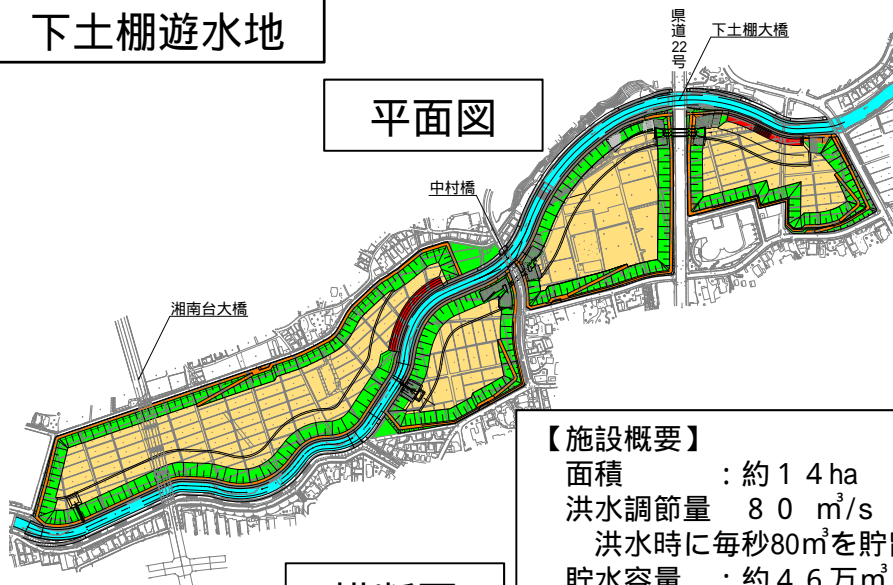 下土棚遊水地
平面図
県道22号
下土棚大橋
中村橋
湘南台大橋
【施設概要】
面積 :約14ha
洪水調節量 80 m³/s
洪水時に毎秒80m³を貯
貯水容量 :約46万m³